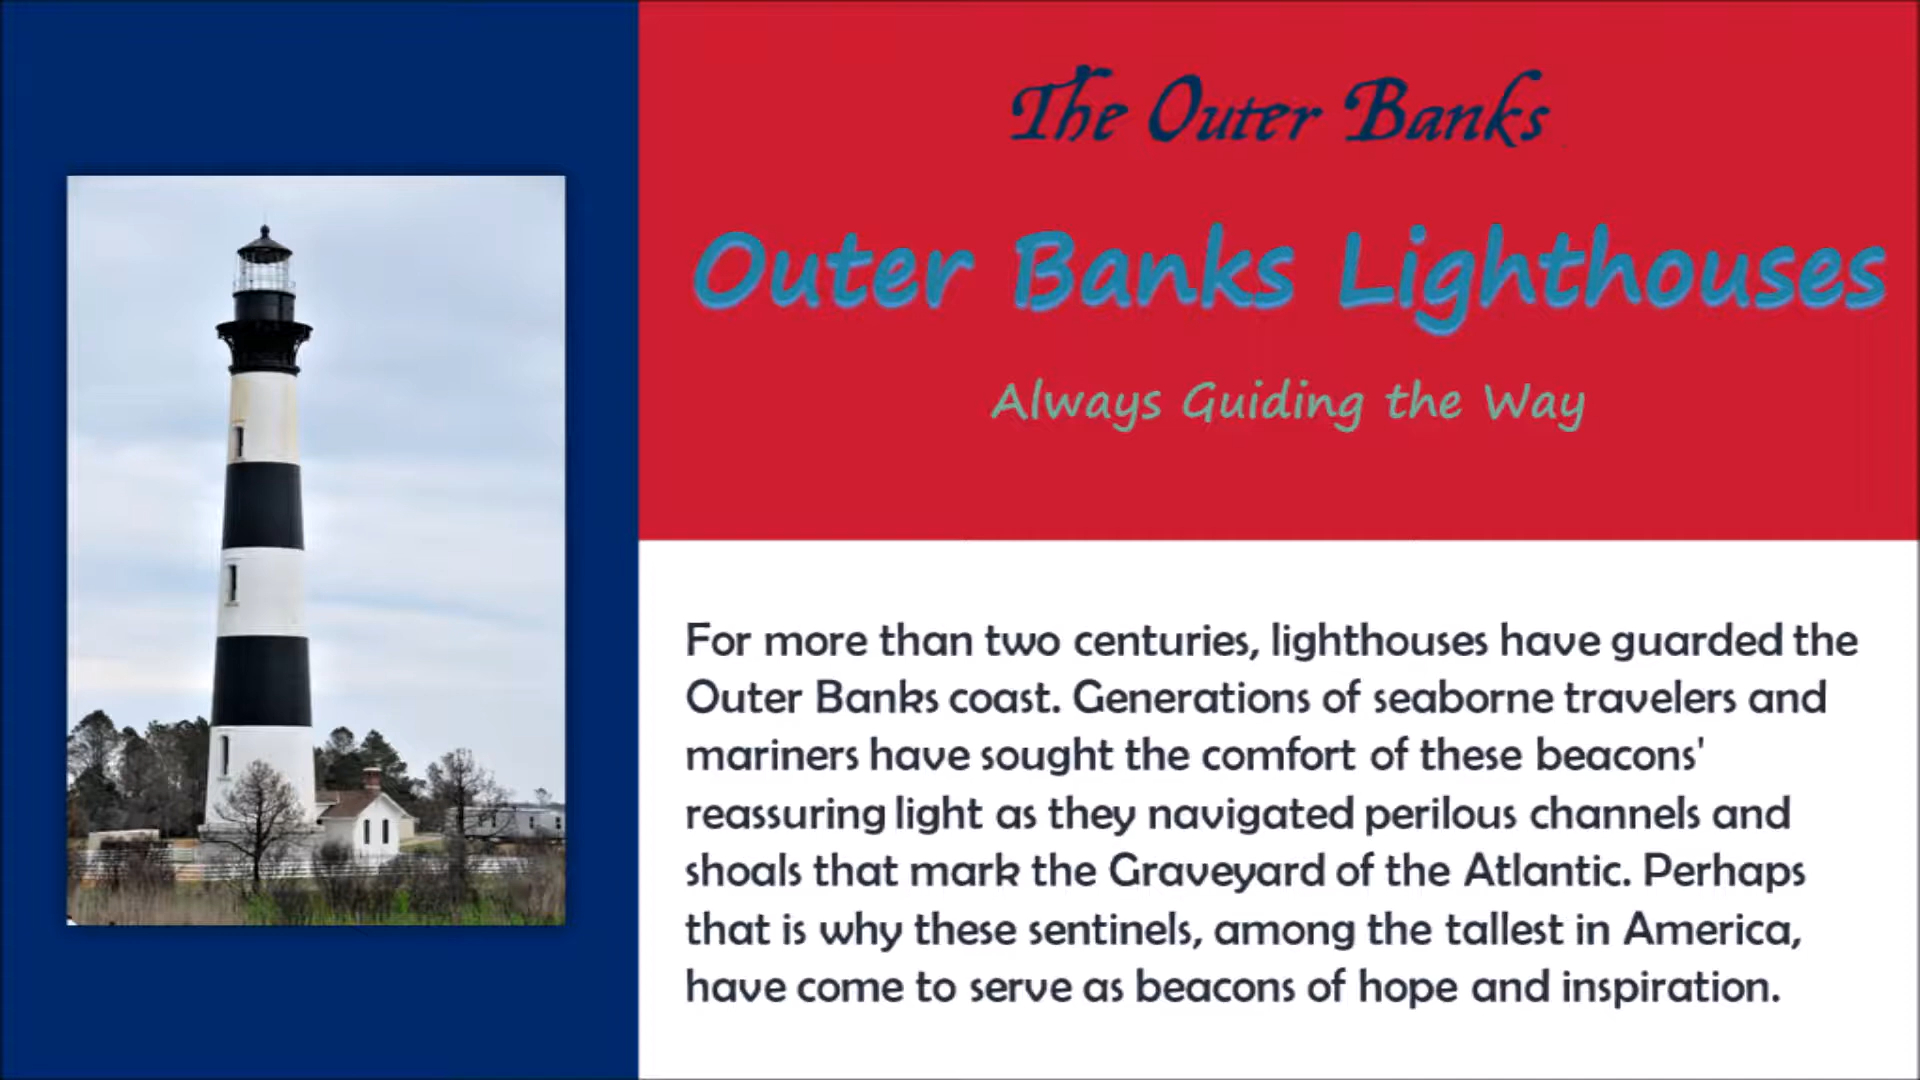 The Outer Banks
Outer Banks Lighthouses
Always Guiding the Way
For more than two centuries, lighthouses have guarded the
Outer Banks coast. Generations of seaborne travelers and
mariners have sought the comfort of these beacons'
reassuring light as they navigated perilous channels and
shoals that mark the Graveyard of the Atlantic. Perhaps
that is why these sentinels, among the tallest in America,
have come to serve as beacons of hope and inspiration.